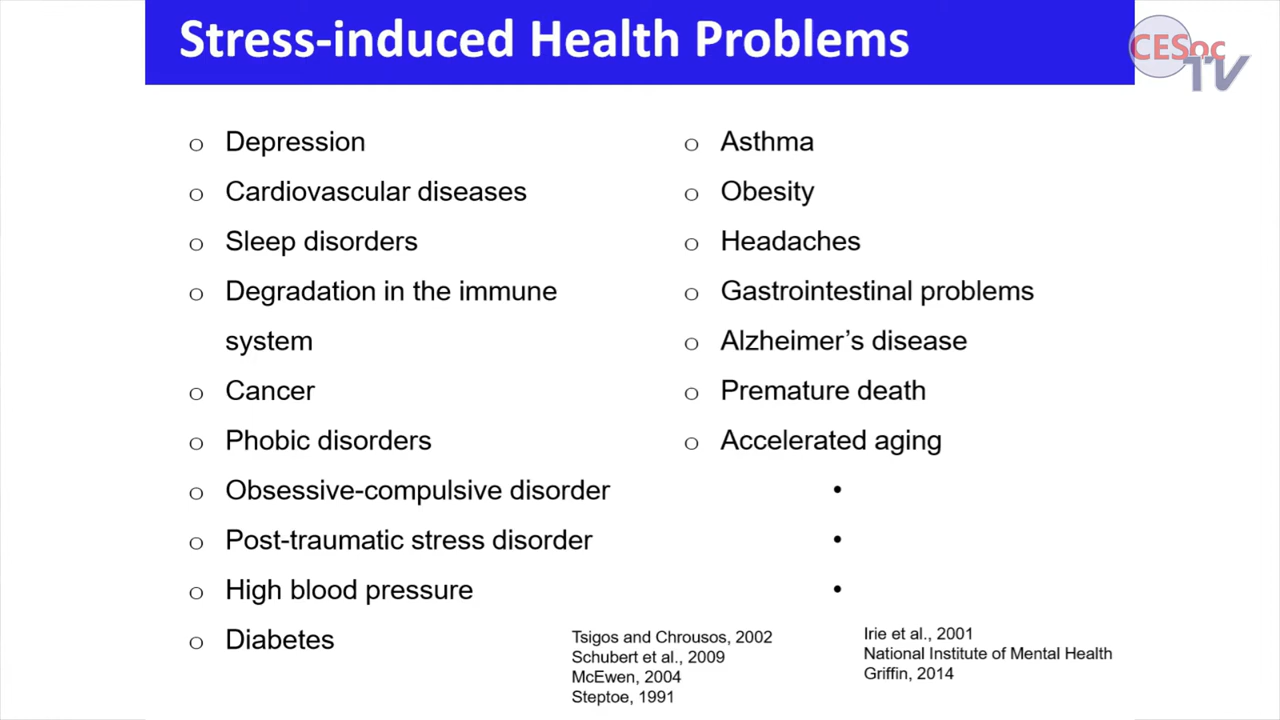 Stress-induced Health Problems
CESoc
TV
o Depression
o Cardiovascular diseases
o Sleep disorders
o Degradation in the immune
system
o Cancer
o Phobic disorders
o Obsessive-compulsive disorder
o Post-traumatic stress disorder
o High blood pressure
o Diabetes
o Asthma
o Obesity
o Headaches
o Gastrointestinal problems
o Alzheimer’s disease
o Premature death
o Accelerated aging
•
•
•
Tsigos and Chrousos, 2002
Schubert et al., 2009
McEwen, 2004
Steptoe, 1991
Irie et al., 2001
National Institute of Mental Health
Griffin, 2014